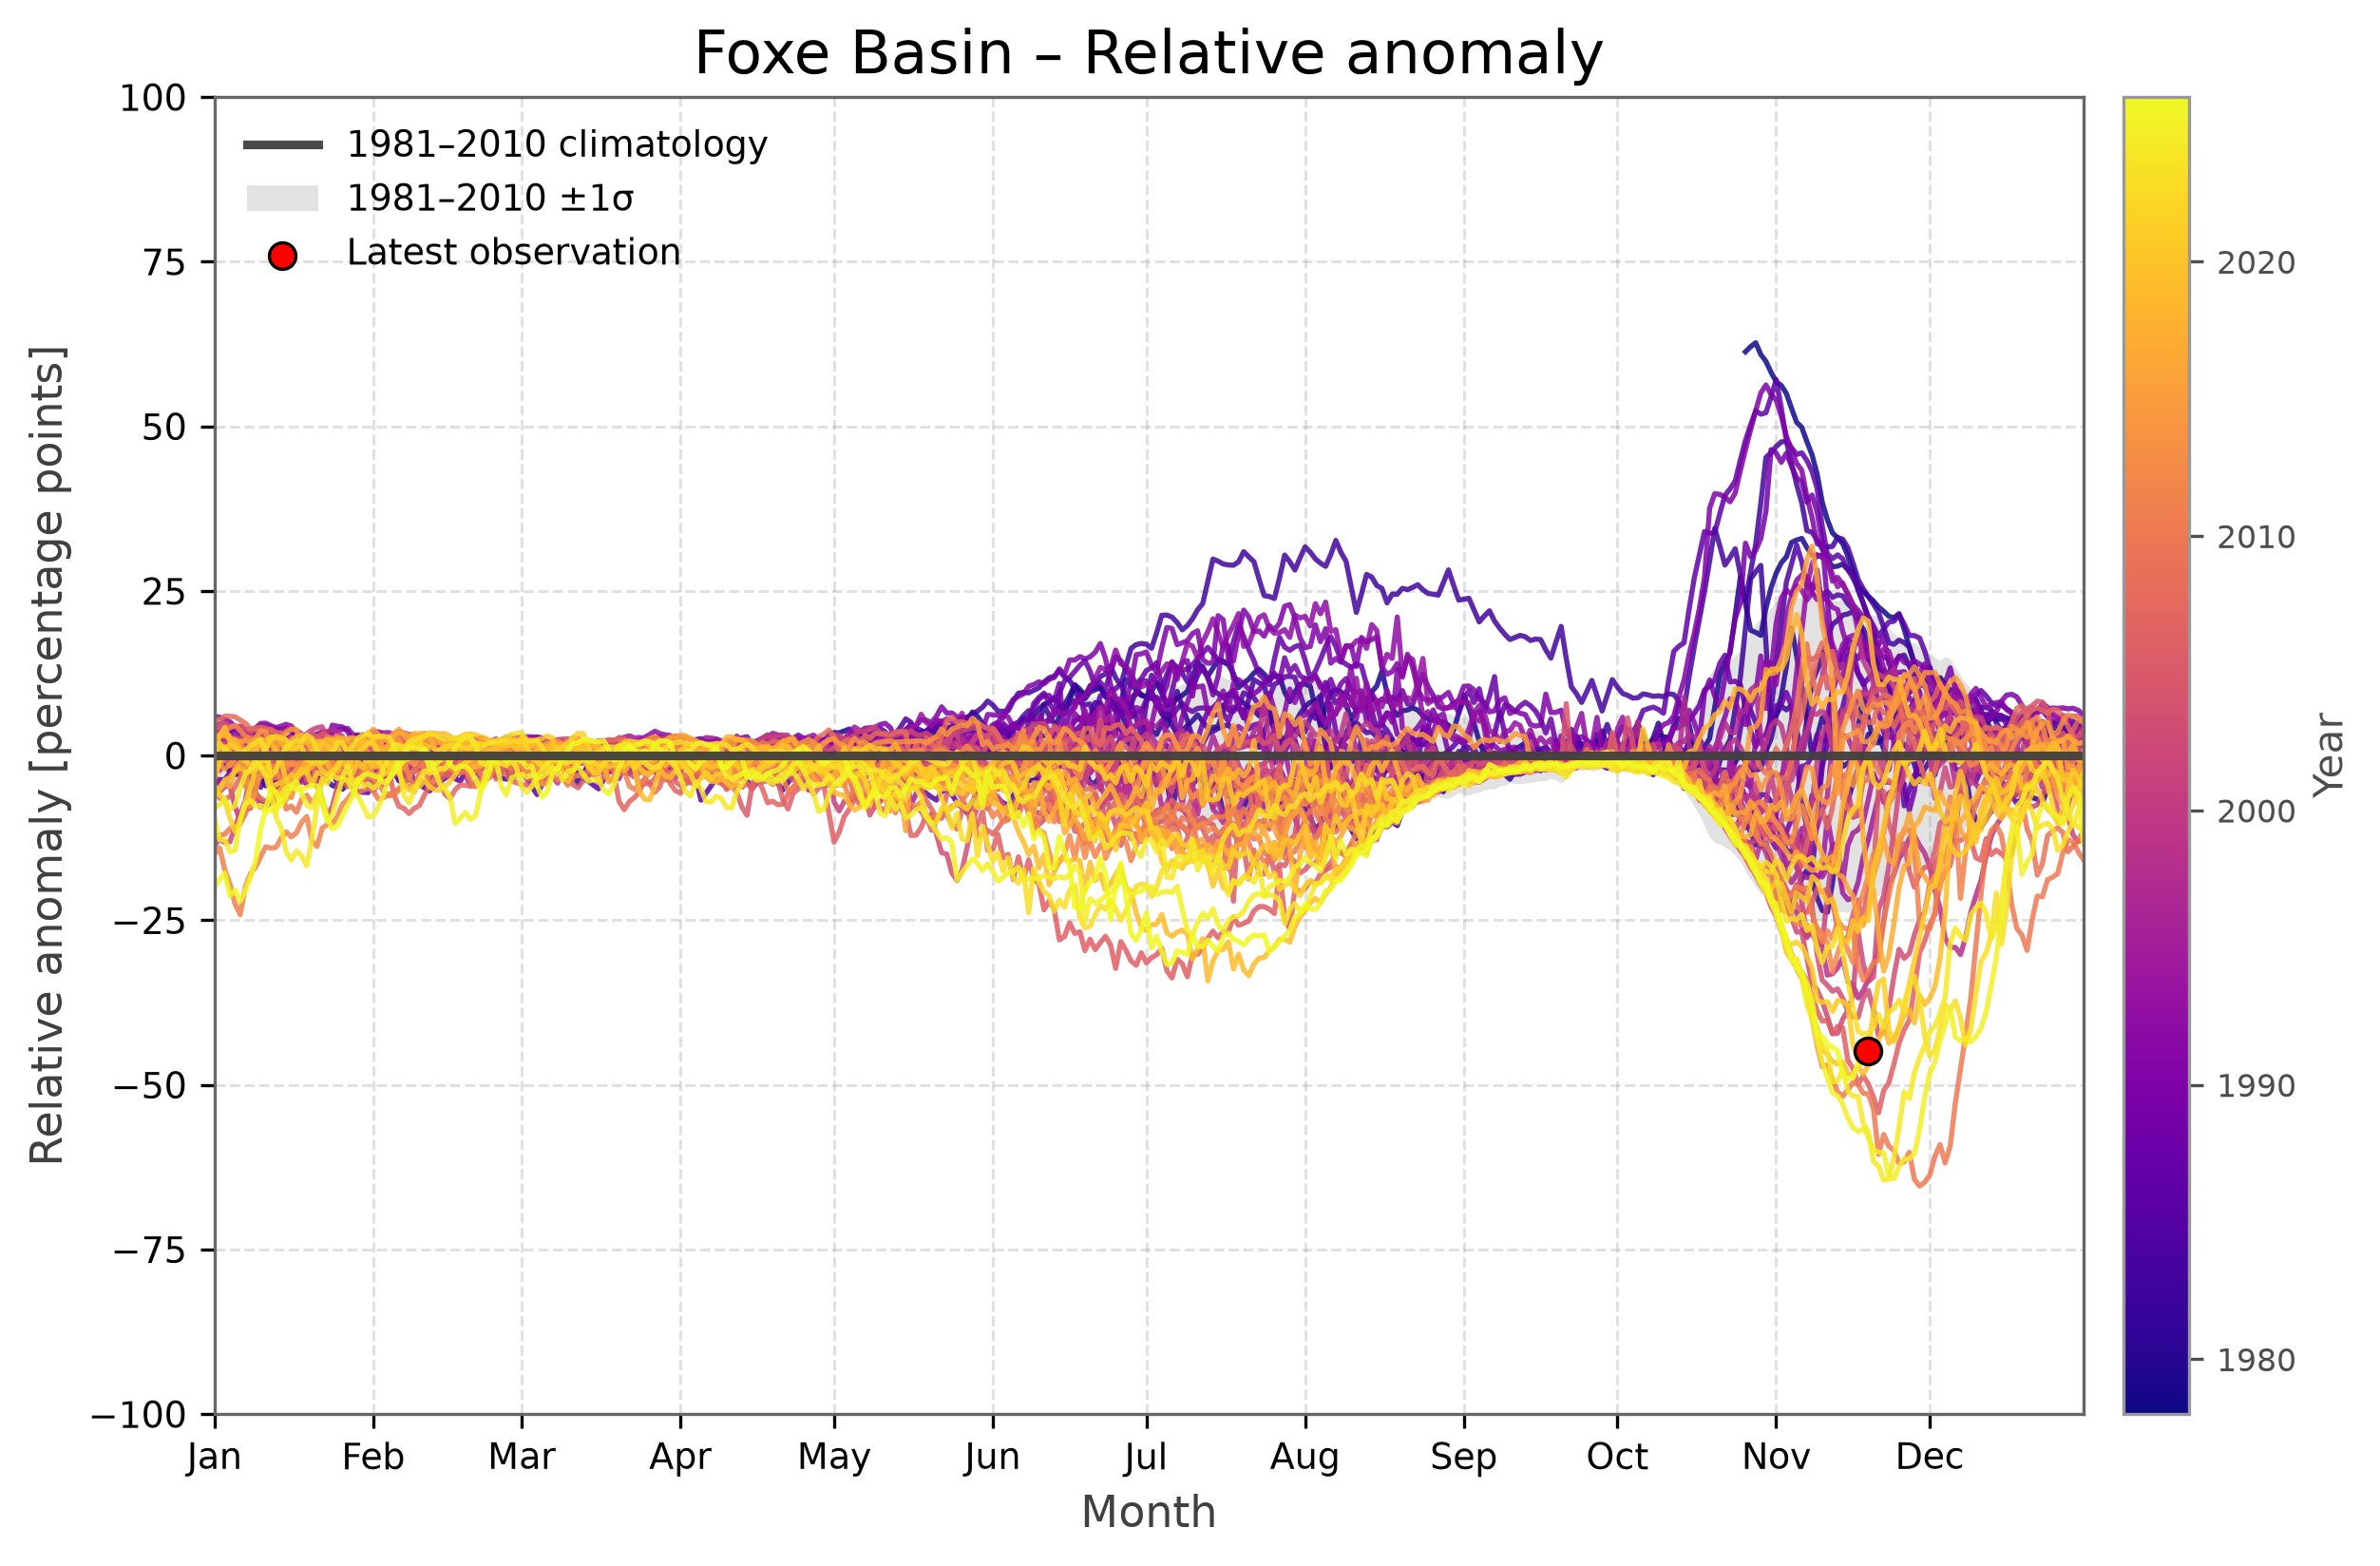 Foxe Basin – Relative anomaly
1981–2010 climatology
1981–2010 ±1σ
Latest observation
Relative anomaly [percentage points]
100
75
50
25
0
−25
−50
−75
−100
Jan Feb Mar Apr May Jun Jul Aug Sep Oct Nov Dec
Month
2020
2010
2000
1990
1980
Year